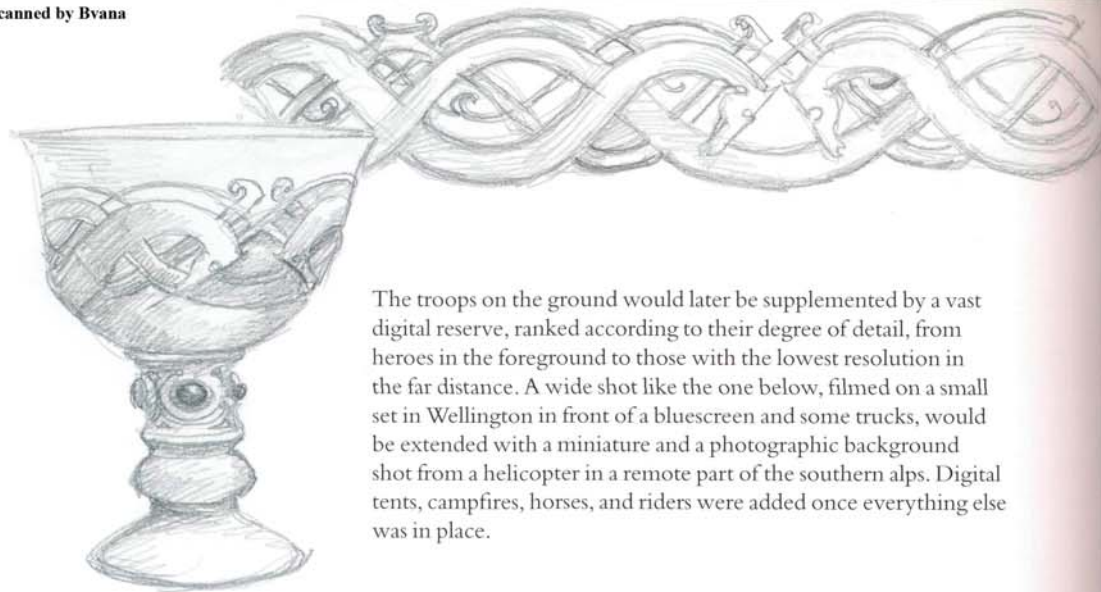 canned by Bvana
The troops on the ground would later be supplemented by a vast
digital reserve, ranked according to their degree of detail, from
heroes in the foreground to those with the lowest resolution in
the far distance. A wide shot like the one below, filmed on a small
set in Wellington in front of a bluescreen and some trucks, would
be extended with a miniature and a photographic background
shot from a helicopter in a remote part of the southern alps. Digital
tents, campfires, horses, and riders were added once everything else
was in place.